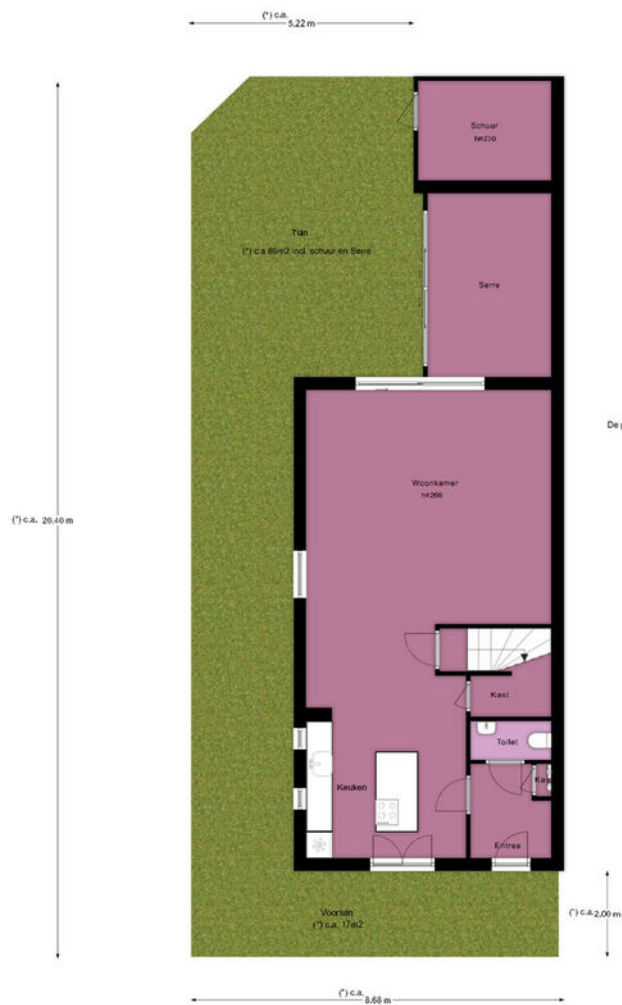 (*) c.a.
5.22 m
Schuur
h=230
Tuin
(*) c.a 86m2 incl. schuur en Serre
Serre
De
Woonkamer
h=266
(*) c.a. 20.40 m
Kast
Toilet
Keuken
Entree
Voortuin
(*) c.a. 17m2
(*) c.a. 2.00 m
(*) c.a.
8.68 m